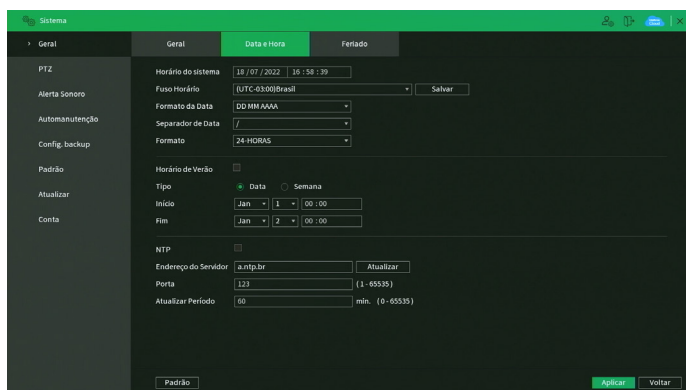 Sistema
Geral
PTZ
Alerta Sonoro
Automanutenção
Config. backup
Padrão
Atualizar
Conta
Geral Data e Hora Feriado
Horário do sistema 18 / 07 / 2022 16 : 58 : 39
Fuso Horário (UTC-03:00)Brasil Salvar
Formato da Data DD MM AAAA
Separador de Data /
Formato 24-HORAS
Horário de Verão
Tipo Data Semana
Início Jan 1 00 : 00
Fim Jan 2 00 : 00
NTP
Endereço do Servidor a.ntp.br Atualizar
Porta 123 (1 - 65535)
Atualizar Período 60 min. (0 - 65535)
Padrão Aplicar Voltar